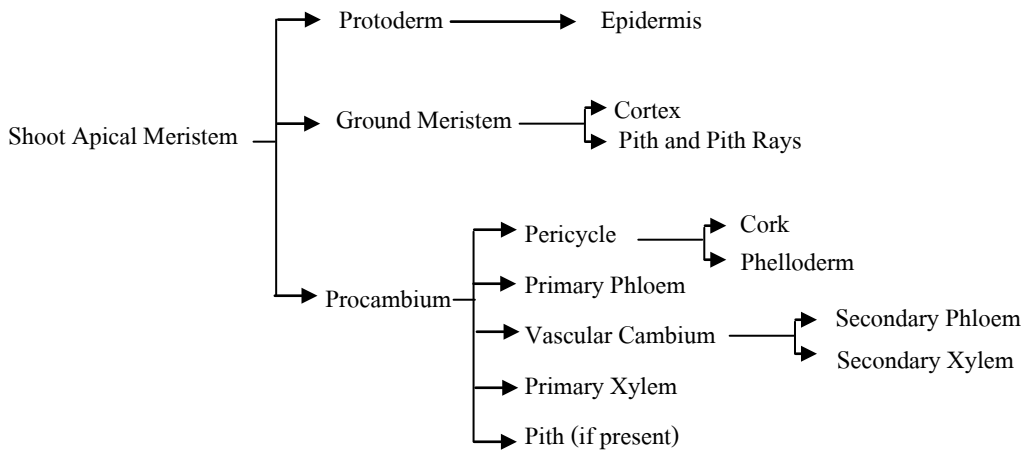 Protoderm Epidermis
Cortex
Ground Meristem
Shoot Apical Meristem
Pith and Pith Rays
Cork
Pericycle
Phelloderm
Primary Phloem
Procambium
Secondary Phloem
Vascular Cambium
Secondary Xylem
Primary Xylem
Pith (if present)